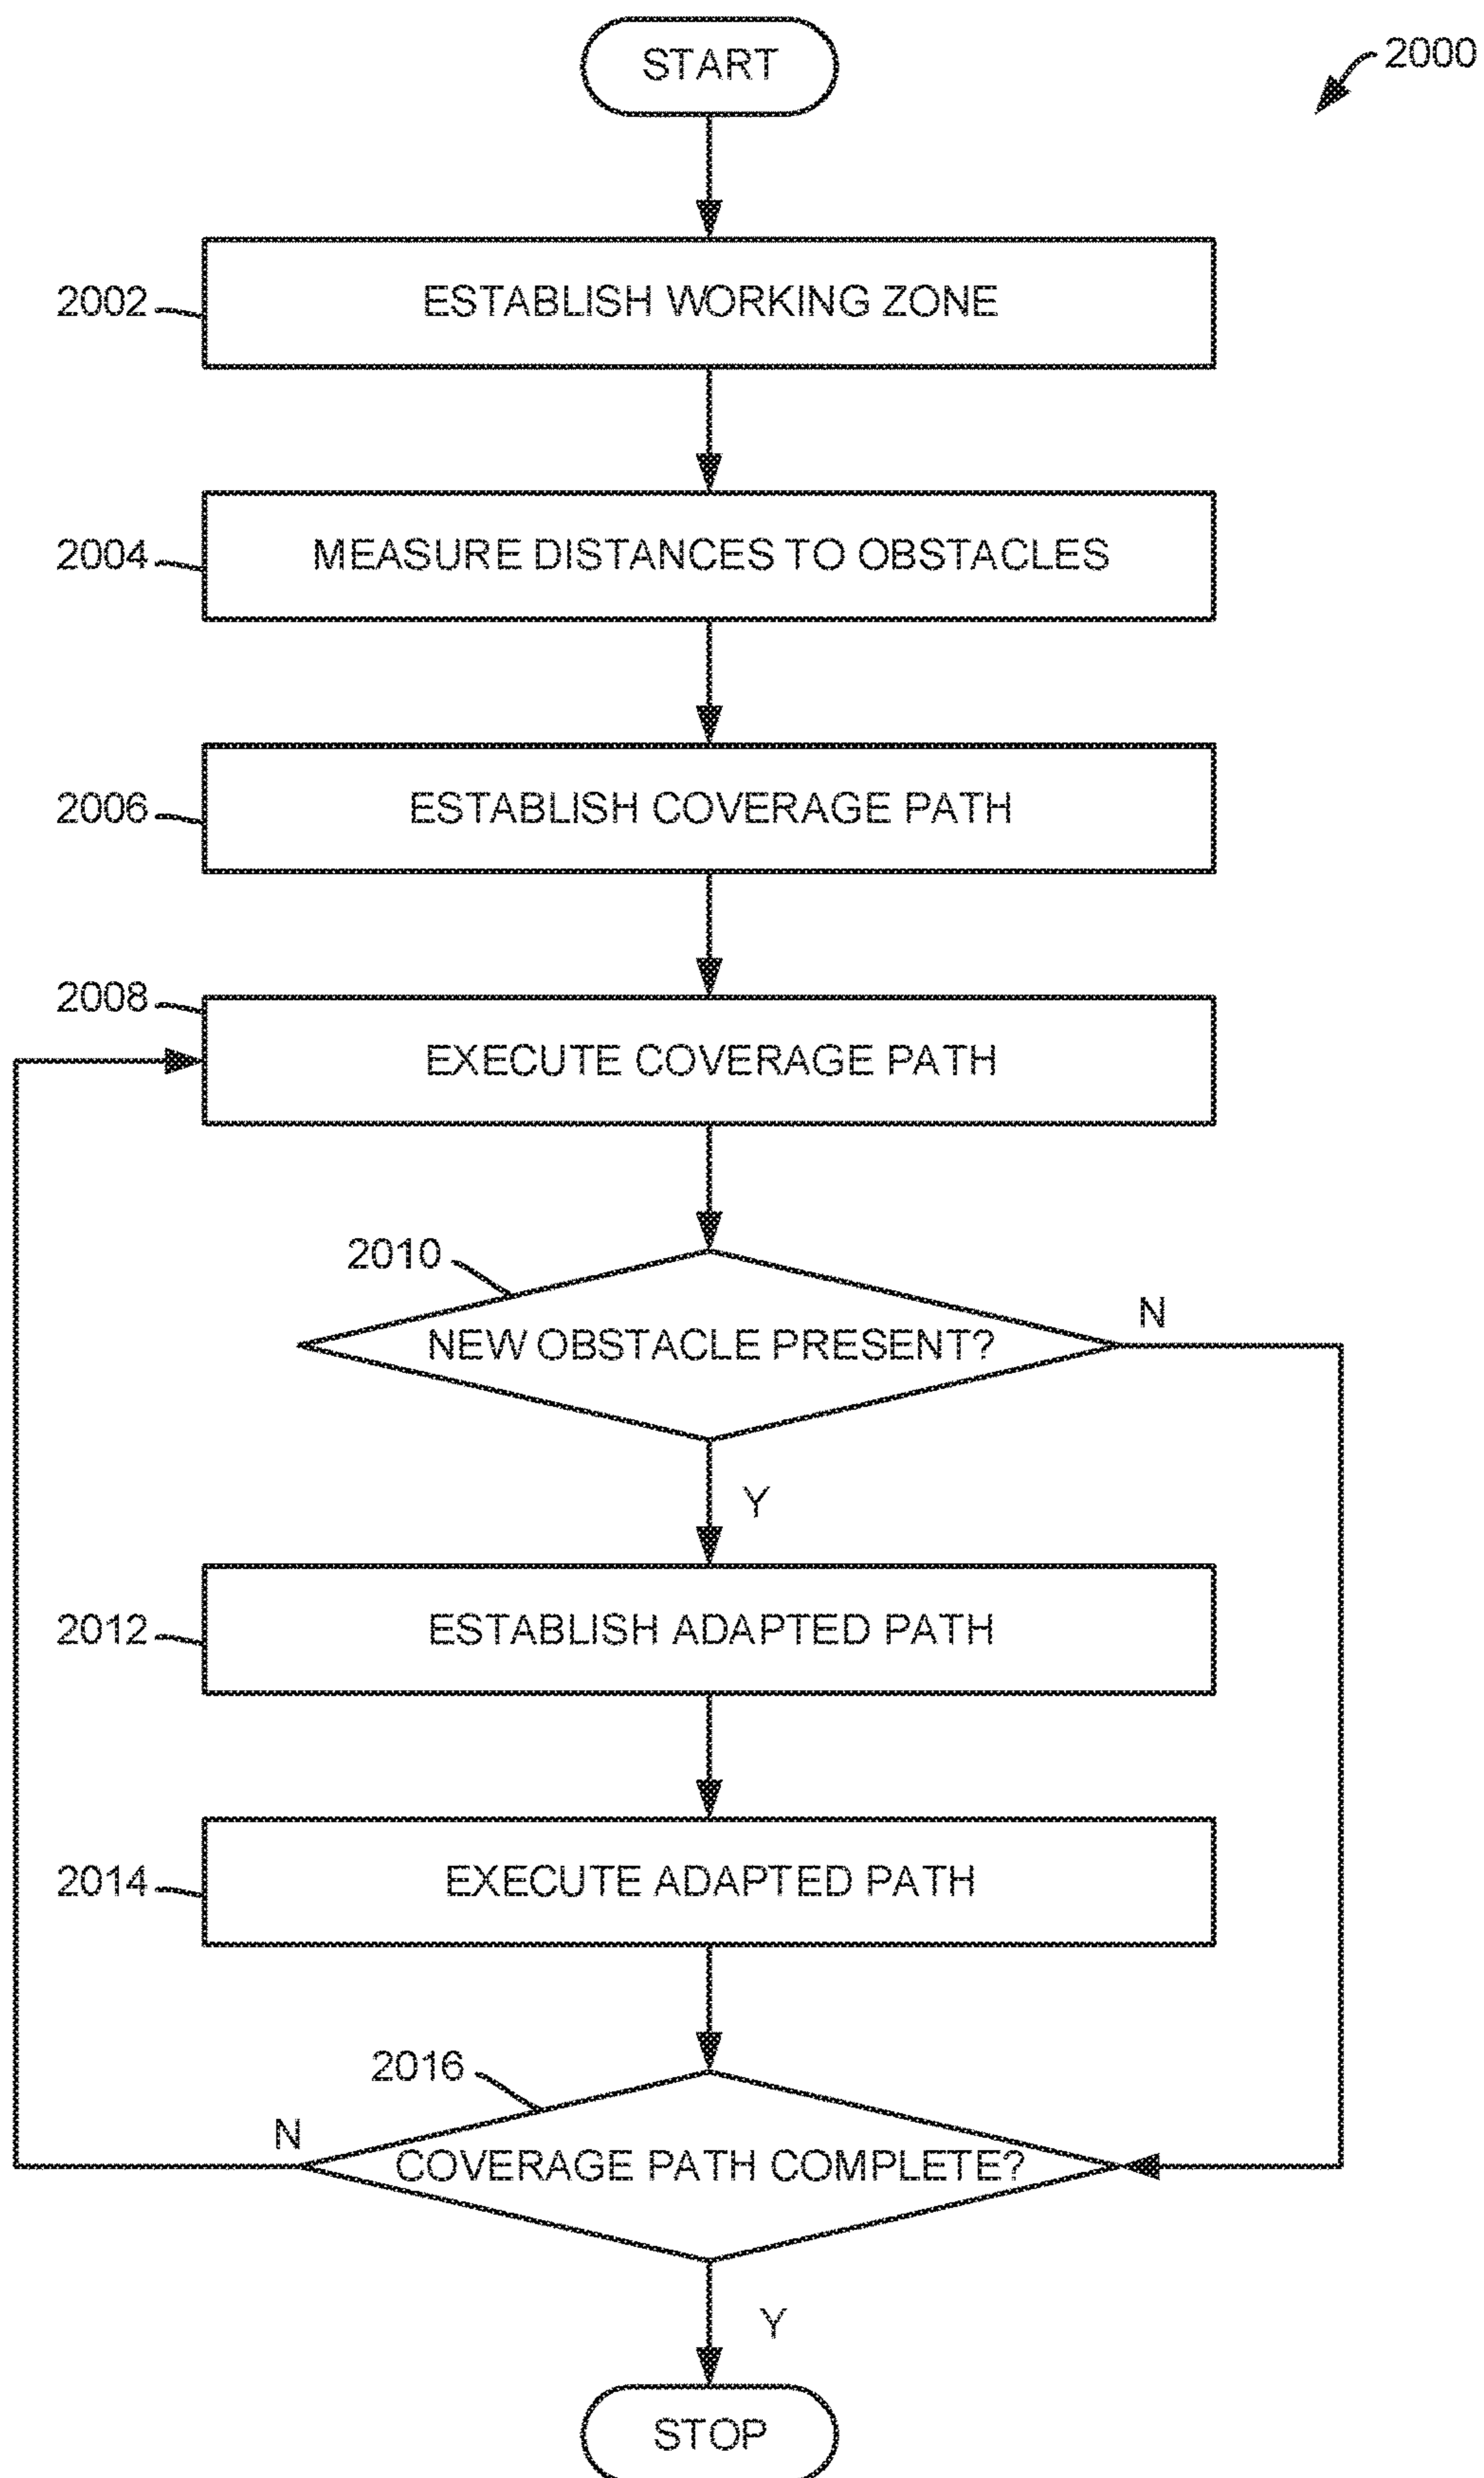 START
2000
2002
ESTABLISH WORKING ZONE
2004
MEASURE DISTANCES TO OBSTACLES
2006
ESTABLISH COVERAGE PATH
2008
EXECUTE COVERAGE PATH
2010
NEW OBSTACLE PRESENT?
N
Y
2012
ESTABLISH ADAPTED PATH
2014
EXECUTE ADAPTED PATH
2016
N
COVERAGE PATH COMPLETE?
Y
STOP